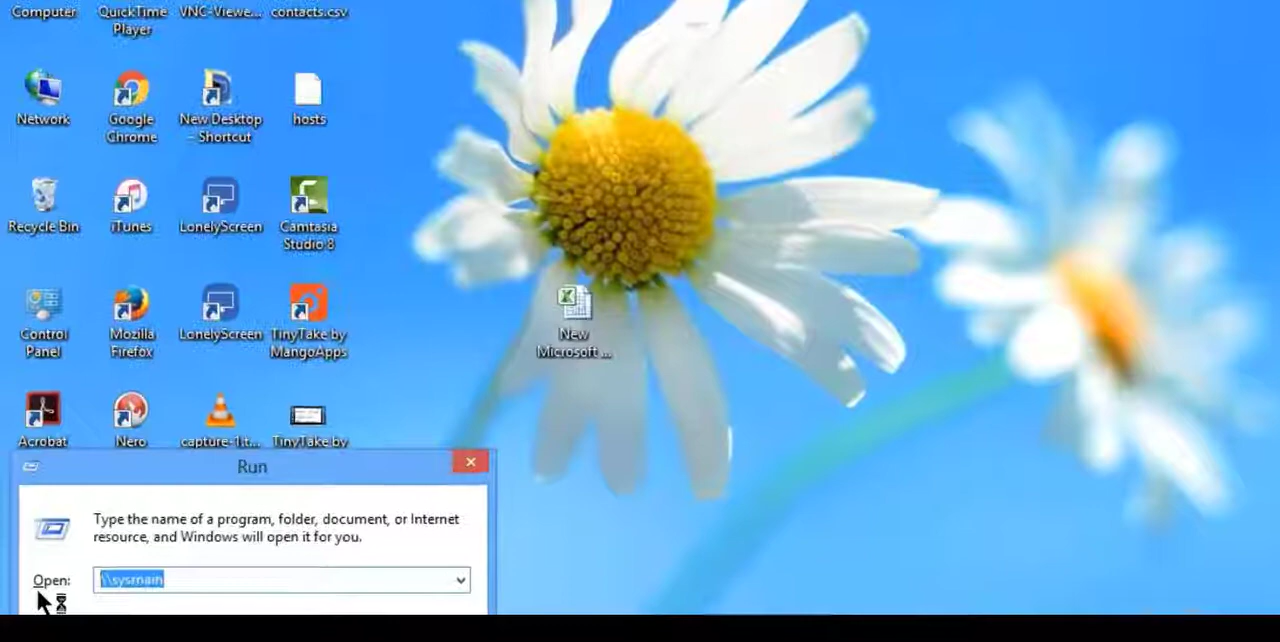 Computer
QuickTime
Player
VNC-Viewe...
contacts.csv
Network
Google
Chrome
New Desktop
- Shortcut
hosts
Recycle Bin
iTunes
LonelyScreen
Camtasia
Studio 8
Control
Panel
Mozilla
Firefox
LonelyScreen
TinyTake by
MangoApps
New
Microsoft ...
Acrobat
Nero
capture-1.t...
TinyTake by
Run
Type the name of a program, folder, document, or Internet
resource, and Windows will open it for you.
Open:
\\sysmain